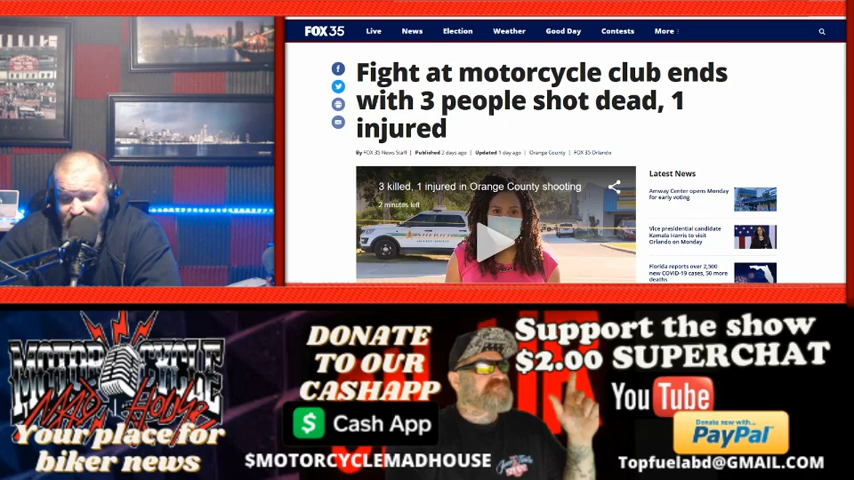 FOX 35
Live News Election Weather Good Day Contests More
Fight at motorcycle club ends
with 3 people shot dead, 1
injured
By FOX 35 News Staff | Published 2 days ago | Updated 1 day ago | Orange County | FOX 35 Orlando
3 killed, 1 injured in Orange County shooting
2 minutes left
SHERIFF
Latest News
Amway Center opens Monday
for early voting
Vice presidential candidate
Kamala Harris to visit
Orlando on Monday
Florida reports over 2,500
new COVID-19 cases, 50 more
deaths
MOTORCYCLE
MAD HOUSE
Your place for
biker news
DONATE
TO OUR
CASHAPP
$ Cash App
$MOTORCYCLEMADHOUSE
Support the show
$2.00 SUPERCHAT
YouTube
Donate now with...
PayPal
Topfuelabd@GMAIL.COM